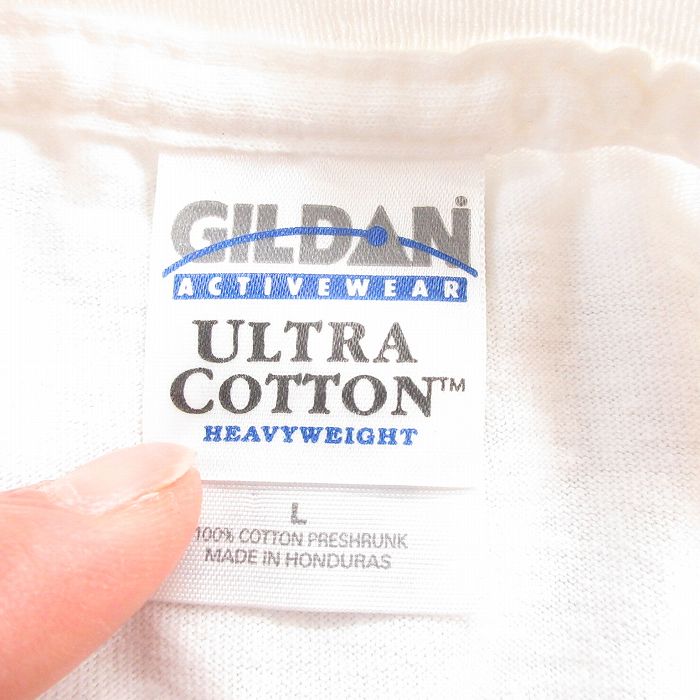 GILDAN®
ACTIVEWEAR
ULTRA
COTTON™
HEAVYWEIGHT
L
100% COTTON PRESHRUNK
MADE IN HONDURAS